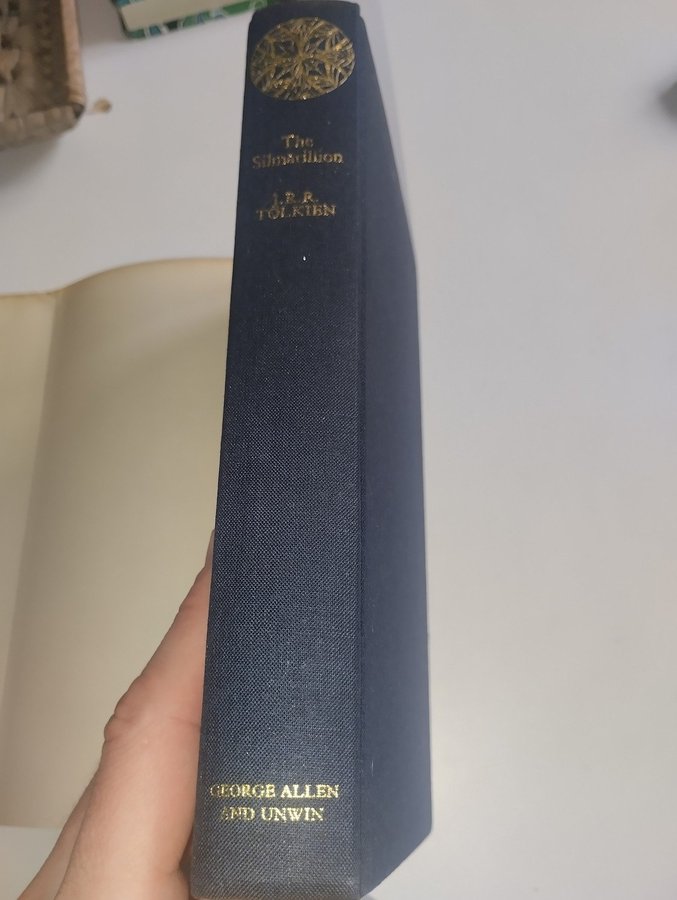 The
Silmarillion
J.R.R.
TOLKIEN
GEORGE ALLEN
AND UNWIN